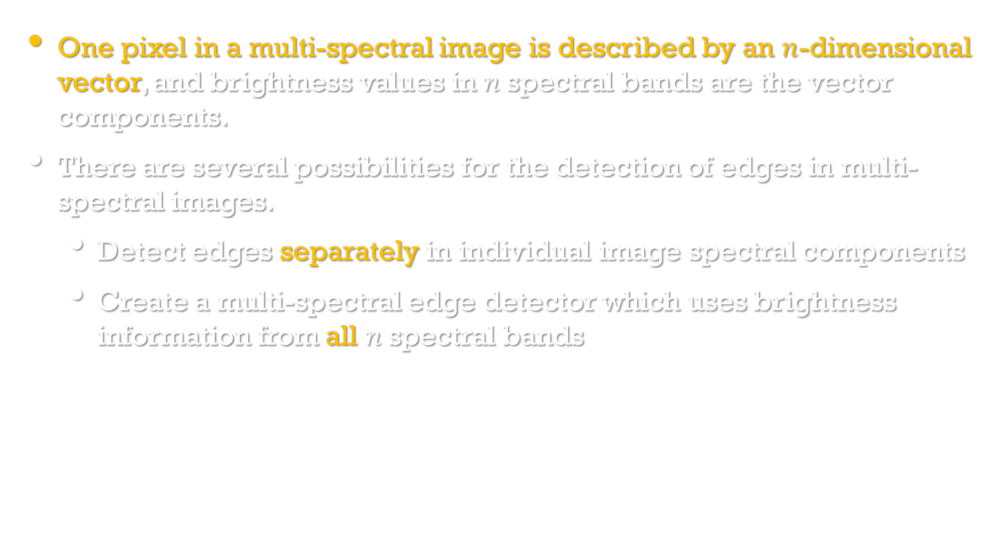 • One pixel in a multi-spectral image is described by an n-dimensional
vector, and brightness values in n spectral bands are the vector
components.
• There are several possibilities for the detection of edges in multi-
spectral images.
• Detect edges separately in individual image spectral components
• Create a multi-spectral edge detector which uses brightness
information from all n spectral bands